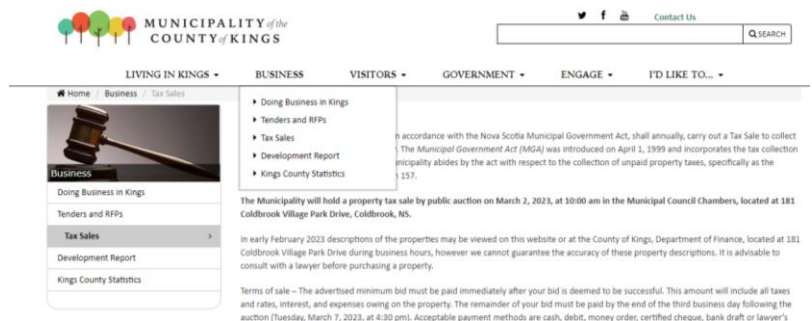 MUNICIPALITY of the
COUNTY of KINGS
Contact Us
SEARCH
LIVING IN KINGS
BUSINESS
VISITORS
GOVERNMENT
ENGAGE
I'D LIKE TO...
Home / Business / Tax Sales
Doing Business in Kings
Tenders and RFPs
Tax Sales
Development Report
Kings County Statistics
Business
Doing Business in Kings
Tenders and RFPs
Tax Sales
Development Report
Kings County Statistics
n accordance with the Nova Scotia Municipal Government Act, shall annually, carry out a Tax Sale to collect
. The Municipal Government Act (MGA) was introduced on April 1, 1999 and incorporates the tax collection
unicipality abides by the act with respect to the collection of unpaid property taxes, specifically as the
157.
The Municipality will hold a property tax sale by public auction on March 2, 2023, at 10:00 am in the Municipal Council Chambers, located at 181
Coldbrook Village Park Drive, Coldbrook, NS.
In early February 2023 descriptions of the properties may be viewed on this website or at the County of Kings, Department of Finance, located at 181
Coldbrook Village Park Drive during business hours, however we cannot guarantee the accuracy of these property descriptions. It is advisable to
consult with a lawyer before purchasing a property.
Terms of sale – The advertised minimum bid must be paid immediately after your bid is deemed to be successful. This amount will include all taxes
and rates, interest, and expenses owing on the property. The remainder of your bid must be paid by the end of the third business day following the
auction (Tuesday, March 7, 2023, at 4:30 pm). Acceptable payment methods are cash, debit, money order, certified cheque, bank draft or lawyer's